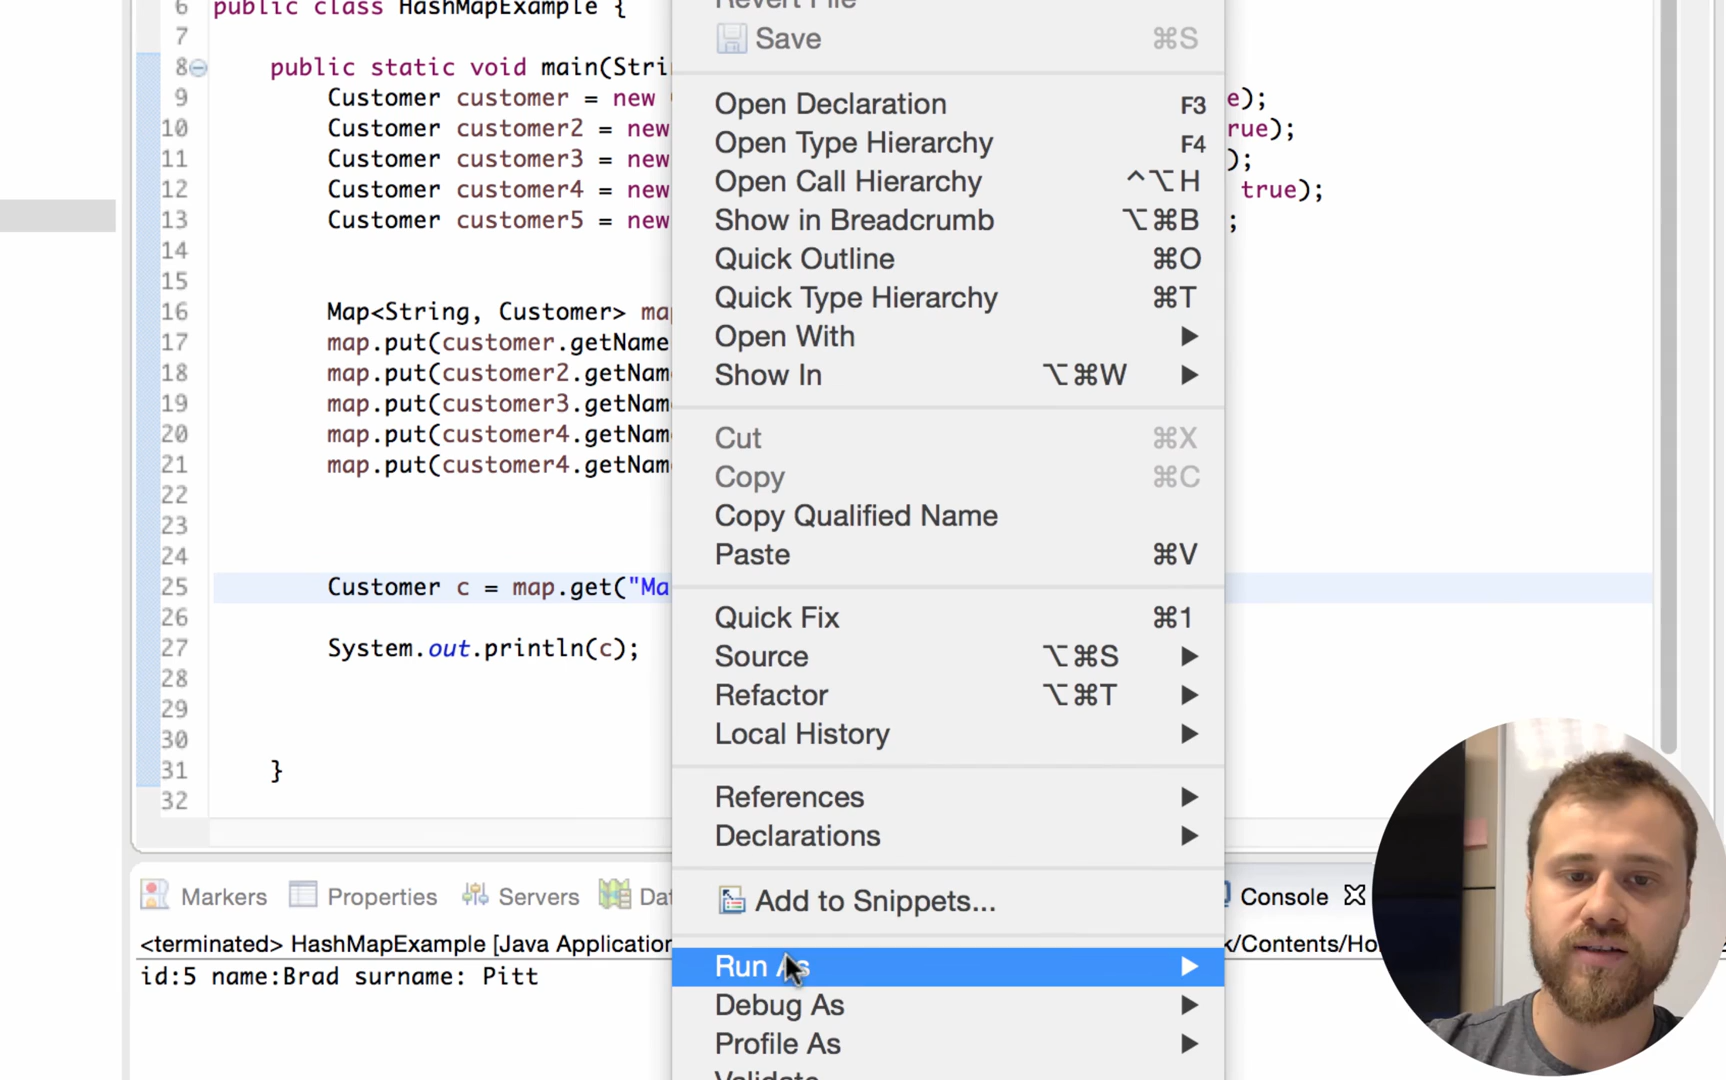 6 public class HashMapExample {
7
8 public static void main(Stri
9 Customer customer = new e);
10 Customer customer2 = new rue);
11 Customer customer3 = new );
12 Customer customer4 = new true);
13 Customer customer5 = new ;
14
15
16 Map<String, Customer> map
17 map.put(customer.getName
18 map.put(customer2.getNam
19 map.put(customer3.getNam
20 map.put(customer4.getNam
21 map.put(customer4.getNam
22
23
24
25 Customer c = map.get("Ma
26
27 System.out.println(c);
28
29
30
31 }
32
Revert File
Save ⌘S
Open Declaration F3
Open Type Hierarchy F4
Open Call Hierarchy ^⌥H
Show in Breadcrumb ⌥⌘B
Quick Outline ⌘O
Quick Type Hierarchy ⌘T
Open With
Show In ⌥⌘W
Cut ⌘X
Copy ⌘C
Copy Qualified Name
Paste ⌘V
Quick Fix ⌘1
Source ⌥⌘S
Refactor ⌥⌘T
Local History
References
Declarations
Add to Snippets...
Run As
Debug As
Profile As
Validate
Markers Properties Servers Da Console
<terminated> HashMapExample [Java Application k/Contents/Ho
id:5 name:Brad surname: Pitt